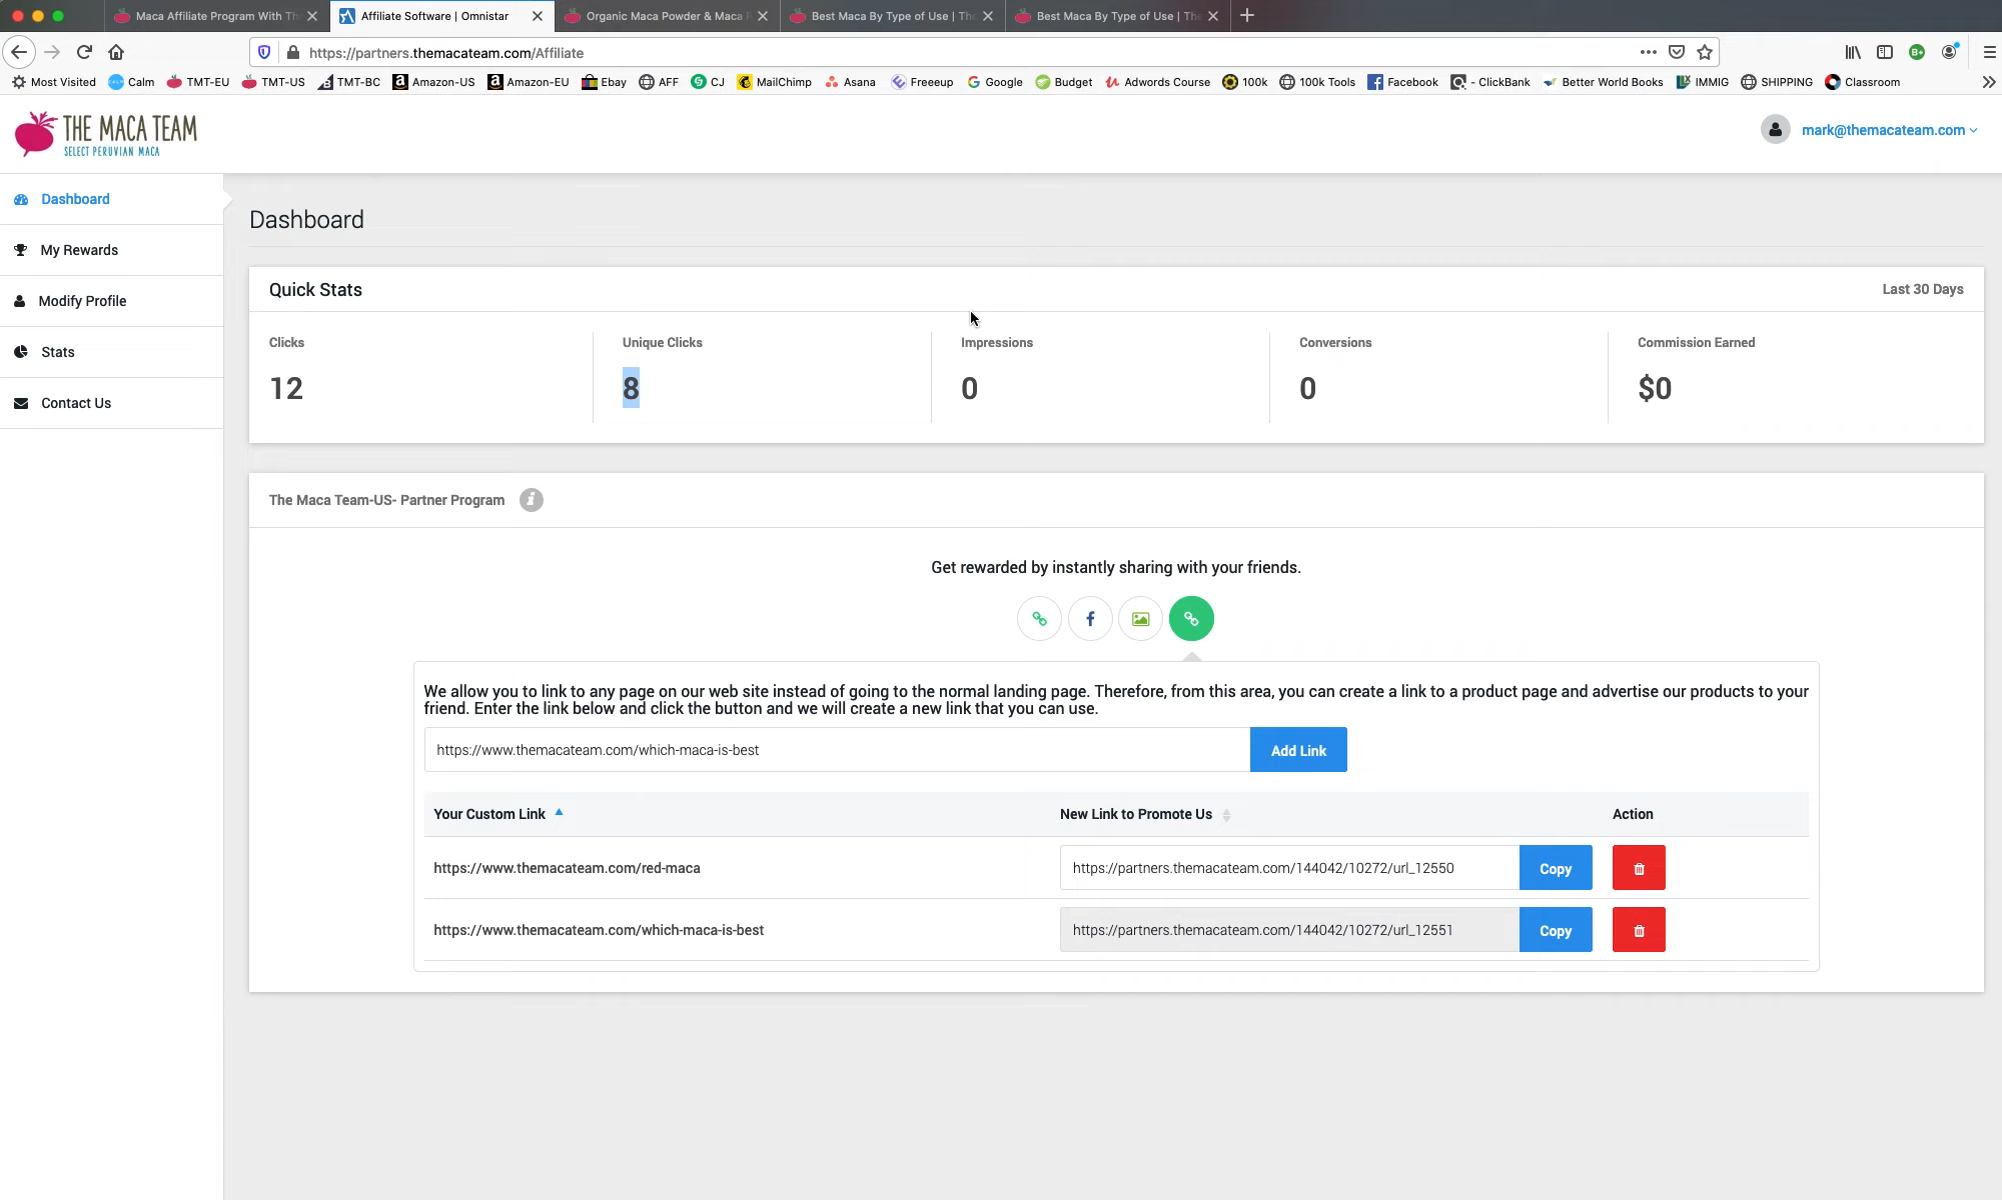 Maca Affiliate Program With Th
Affiliate Software | Omnistar
Organic Maca Powder & Maca P
Best Maca By Type of Use | The
Best Maca By Type of Use | The
https://partners.themacateam.com/Affiliate
Most Visited
Calm
TMT-EU
TMT-US
TMT-BC
Amazon-US
Amazon-EU
Ebay
AFF
CJ
MailChimp
Asana
Freeeup
Google
Budget
Adwords Course
100k
100k Tools
Facebook
- ClickBank
Better World Books
IMMIG
SHIPPING
Classroom
THE MACA TEAM
SELECT PERUVIAN MACA
mark@themacateam.com
Dashboard
My Rewards
Modify Profile
Stats
Contact Us
Dashboard
Quick Stats
Last 30 Days
Clicks
12
Unique Clicks
8
Impressions
0
Conversions
0
Commission Earned
$0
The Maca Team-US- Partner Program
Get rewarded by instantly sharing with your friends.
We allow you to link to any page on our web site instead of going to the normal landing page. Therefore, from this area, you can create a link to a product page and advertise our products to your
friend. Enter the link below and click the button and we will create a new link that you can use.
https://www.themacateam.com/which-maca-is-best
Add Link
Your Custom Link
New Link to Promote Us
Action
https://www.themacateam.com/red-maca
https://partners.themacateam.com/144042/10272/url_12550
Copy
https://www.themacateam.com/which-maca-is-best
https://partners.themacateam.com/144042/10272/url_12551
Copy